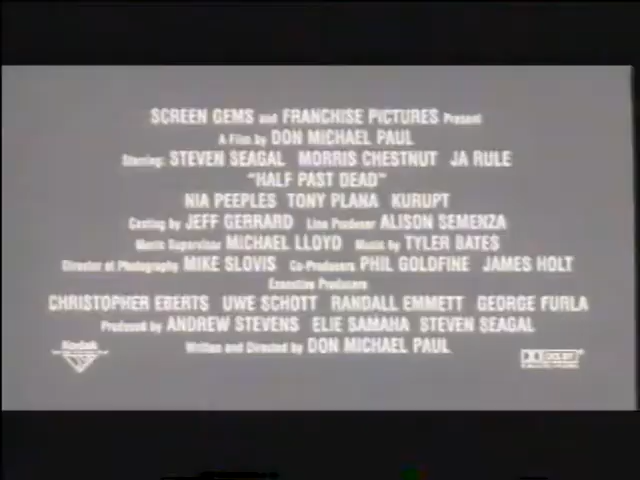 SCREEN GEMS and FRANCHISE PICTURES Present
A Film by DON MICHAEL PAUL
Starring: STEVEN SEAGAL MORRIS CHESTNUT JA RULE
"HALF PAST DEAD"
NIA PEEPLES TONY PLANA KURUPT
Casting by JEFF GERRARD Line Producer ALISON SEMENZA
Music Supervisor MICHAEL LLOYD Music by TYLER BATES
Director of Photography MIKE SLOVIS Co-Producers PHIL GOLDFINE JAMES HOLT
Executive Producers
CHRISTOPHER EBERTS UWE SCHOTT RANDALL EMMETT GEORGE FURLA
Produced by ANDREW STEVENS ELIE SAMAHA STEVEN SEAGAL
Written and Directed by DON MICHAEL PAUL
Kodak
DOLBY